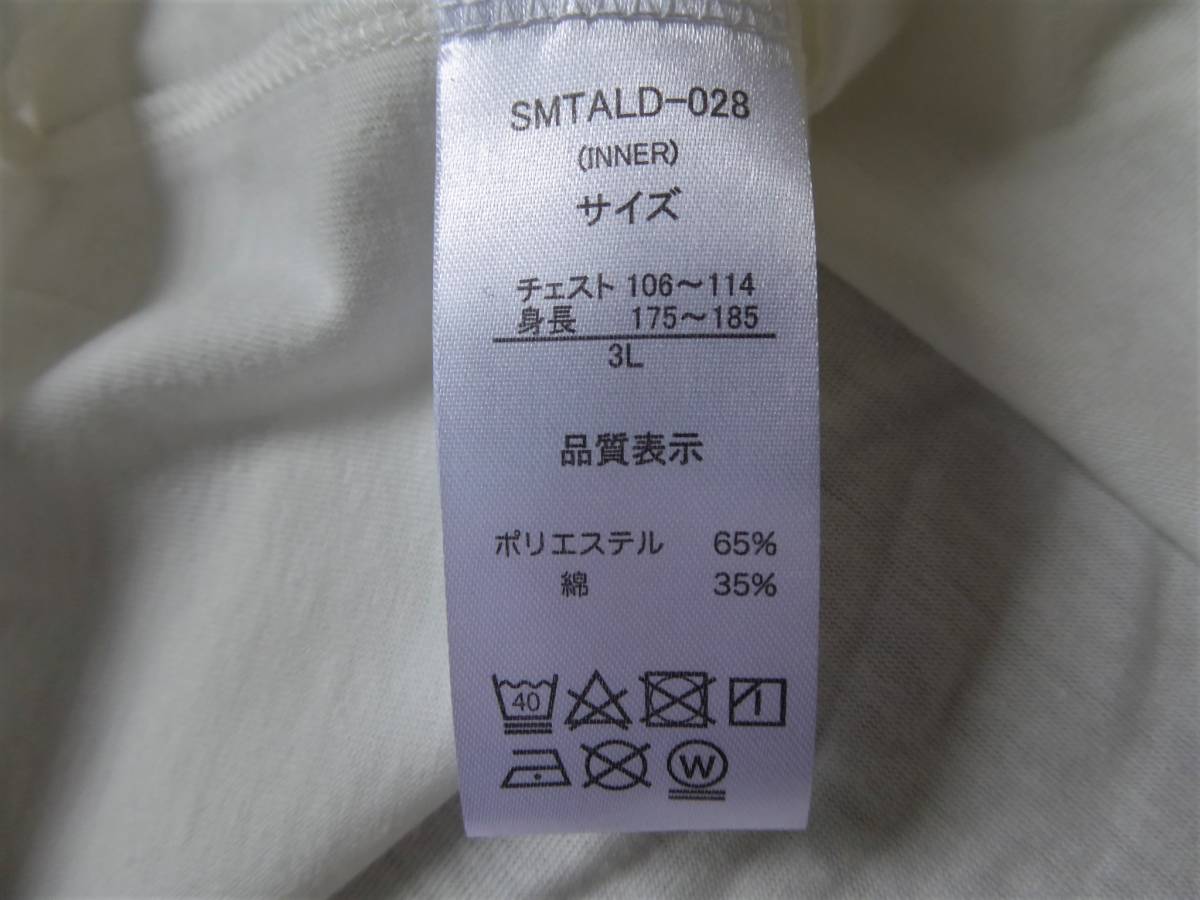 SMTALD-028
(INNER)
サイズ
チェスト 106～114
身長 175～185
3L
品質表示
ポリエステル 65%
綿 35%
40
W